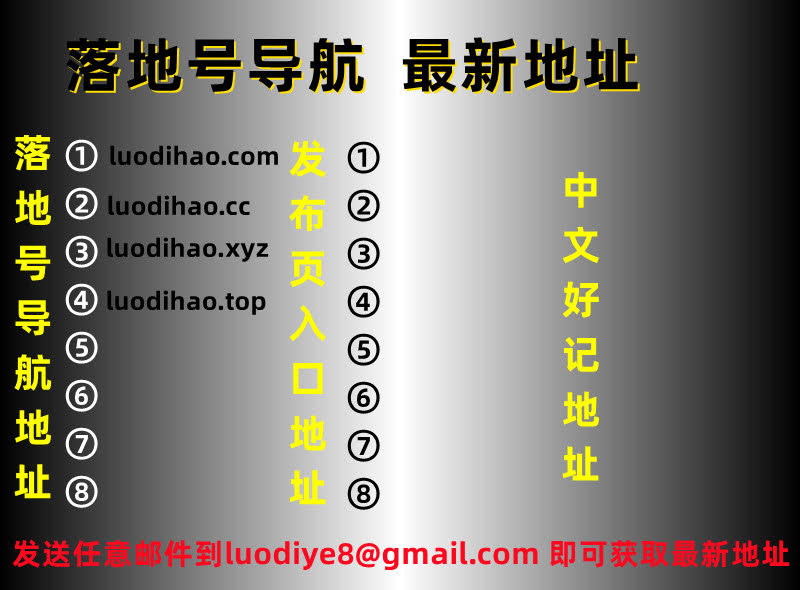 落地号导航 最新地址
落地号导航地址
① luodihao.com
② luodihao.cc
③ luodihao.xyz
④ luodihao.top
⑤
⑥
⑦
⑧
发布页入口地址
①
②
③
④
⑤
⑥
⑦
⑧
中文好记地址
发送任意邮件到luodiye8@gmail.com 即可获取最新地址